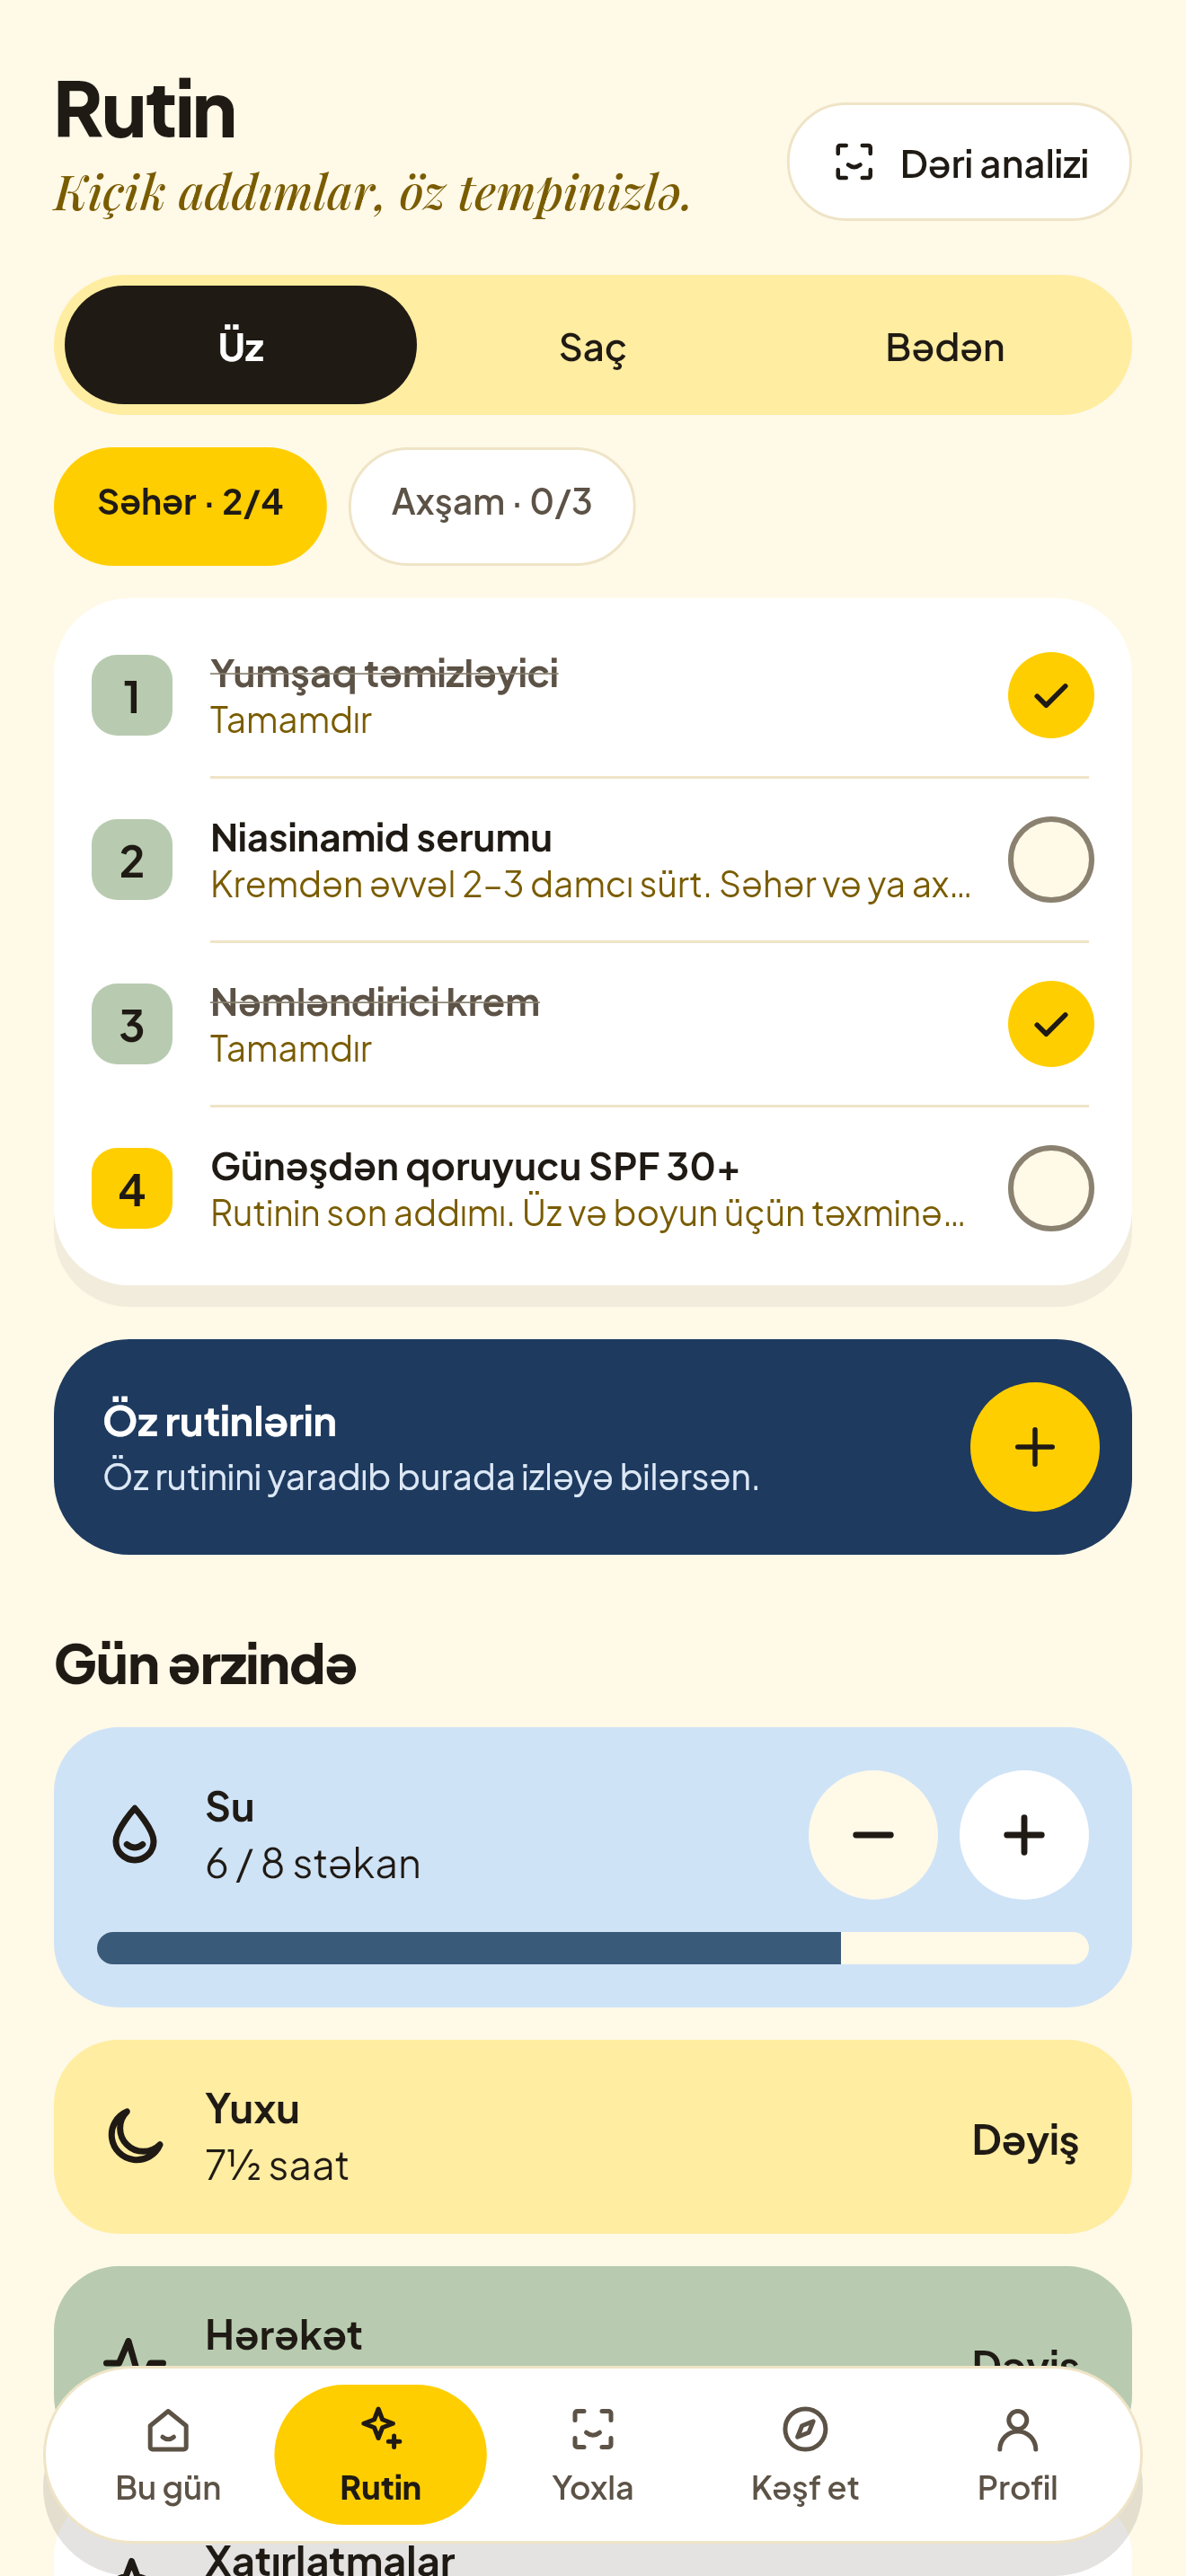 Rutin
Kiçik addımlar, öz tempinizlə.
Dəri analizi
Üz
Saç
Bədən
Səhər · 2/4
Axşam · 0/3
1
Yumşaq təmizləyici
Tamamdır
2
Niasinamid serumu
Kremdən əvvəl 2–3 damcı sürt. Səhər və ya ax...
3
Nəmləndirici krem
Tamamdır
4
Günəşdən qoruyucu SPF 30+
Rutinin son addımı. Üz və boyun üçün təxminə...
Öz rutinlərin
Öz rutinini yaradıb burada izləyə bilərsən.
Gün ərzində
Su
6 / 8 stəkan
Yuxu
7½ saat
Dəyiş
Hərəkət
Dəyiş
Bu gün
Rutin
Yoxla
Kəşf et
Profil
Xatırlatmalar